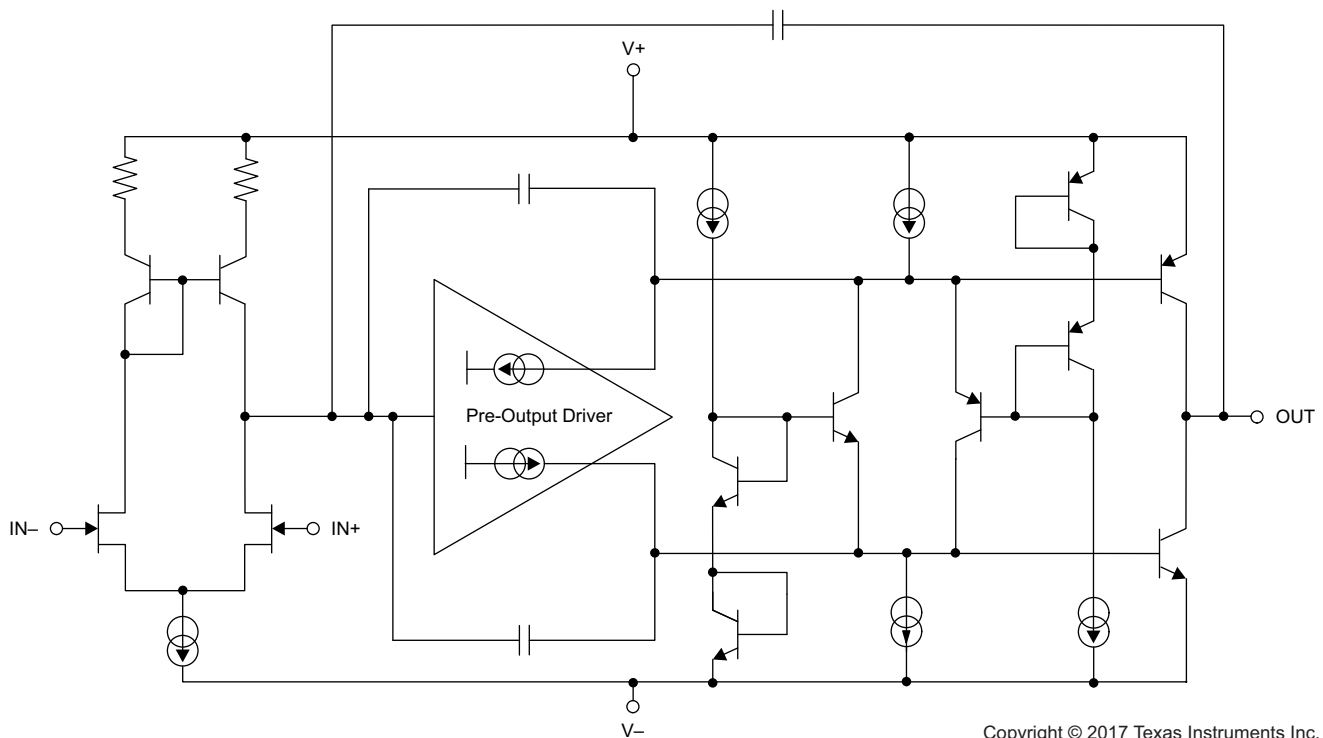 V+
Pre-Output Driver
OUT
IN–
IN+
V–
Copyright © 2017 Texas Instruments Inc.